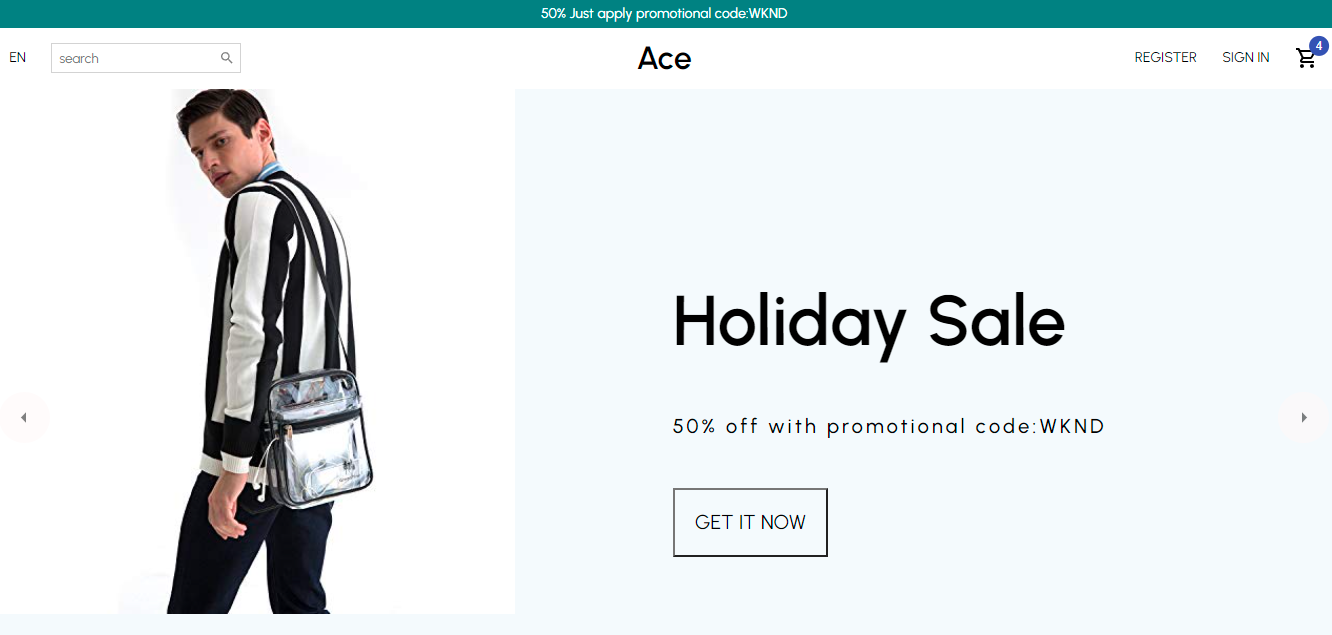 50% Just apply promotional code:WKND
EN
search
Ace
REGISTER
SIGN IN
4
Holiday Sale
50% off with promotional code:WKND
GET IT NOW